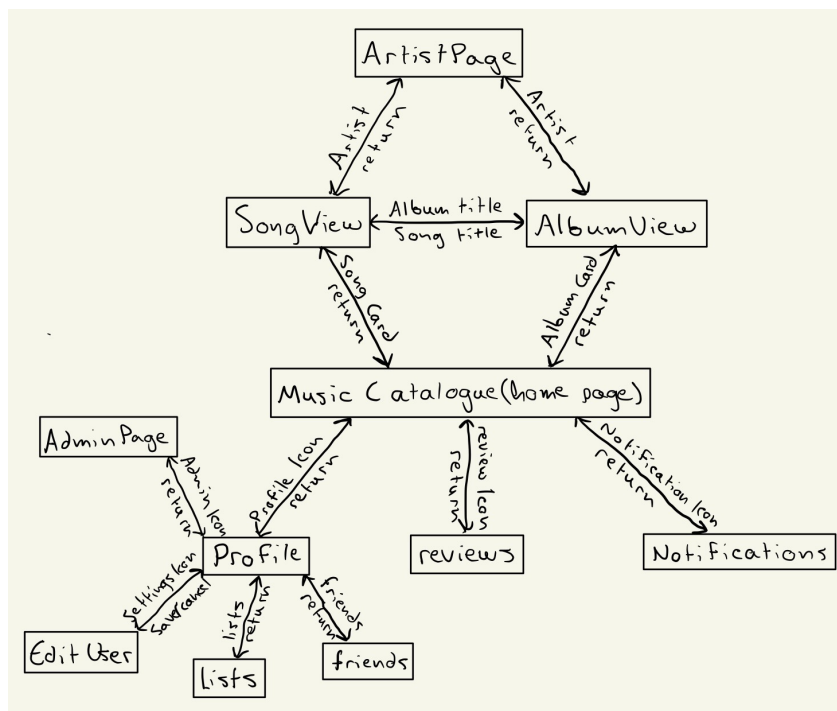 ArtistPage
Artist
return
Artist
return
SongView
Album title
Song title
AlbumView
Song Card
return
Album Card
return
Music Catalogue(home page)
AdminPage
Admin Icon
return
Profile Icon
return
review Icon
return
Notification Icon
return
Profile
reviews
Notifications
Settings Icon
lists
return
friends
return
Edit User
lists
friends